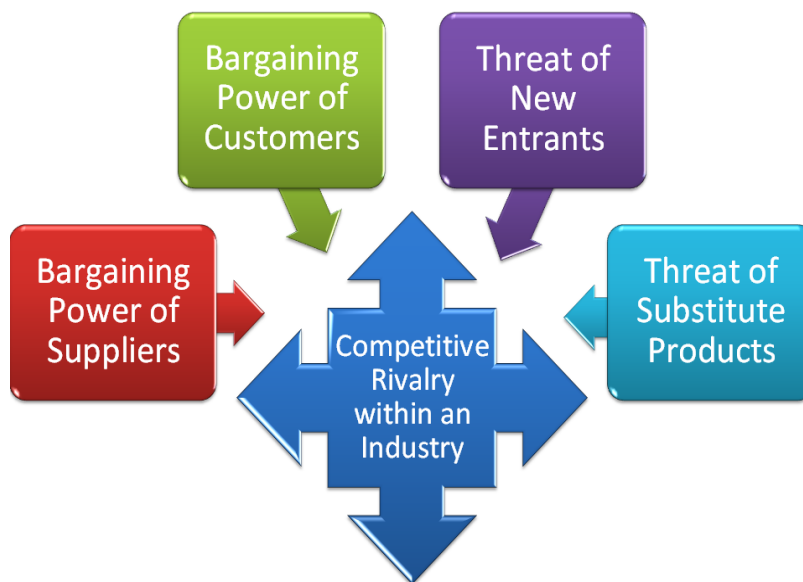 Bargaining
Power of
Customers
Threat of
New
Entrants
Bargaining
Power of
Suppliers
Threat of
Substitute
Products
Competitive
Rivalry
within an
Industry